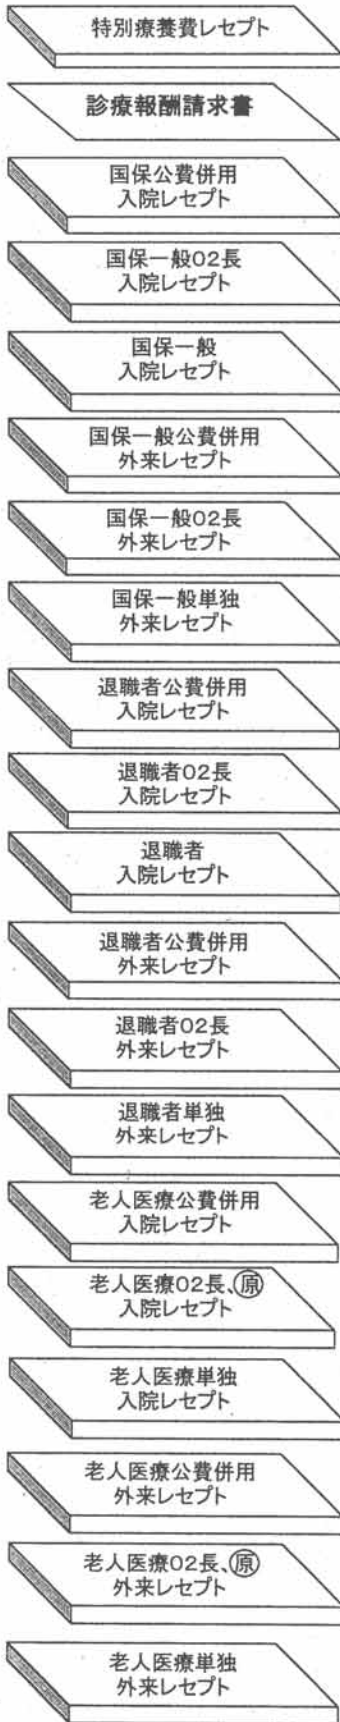 特別療養費レセプト
診療報酬請求書
国保公費併用
入院レセプト
国保一般02長
入院レセプト
国保一般
入院レセプト
国保一般公費併用
外来レセプト
国保一般02長
外来レセプト
国保一般単独
外来レセプト
退職者公費併用
入院レセプト
退職者02長
入院レセプト
退職者
入院レセプト
退職者公費併用
外来レセプト
退職者02長
外来レセプト
退職者単独
外来レセプト
老人医療公費併用
入院レセプト
老人医療02長、㊝
入院レセプト
老人医療単独
入院レセプト
老人医療公費併用
外来レセプト
老人医療02長、原
外来レセプト
老人医療単独
外来レセプト